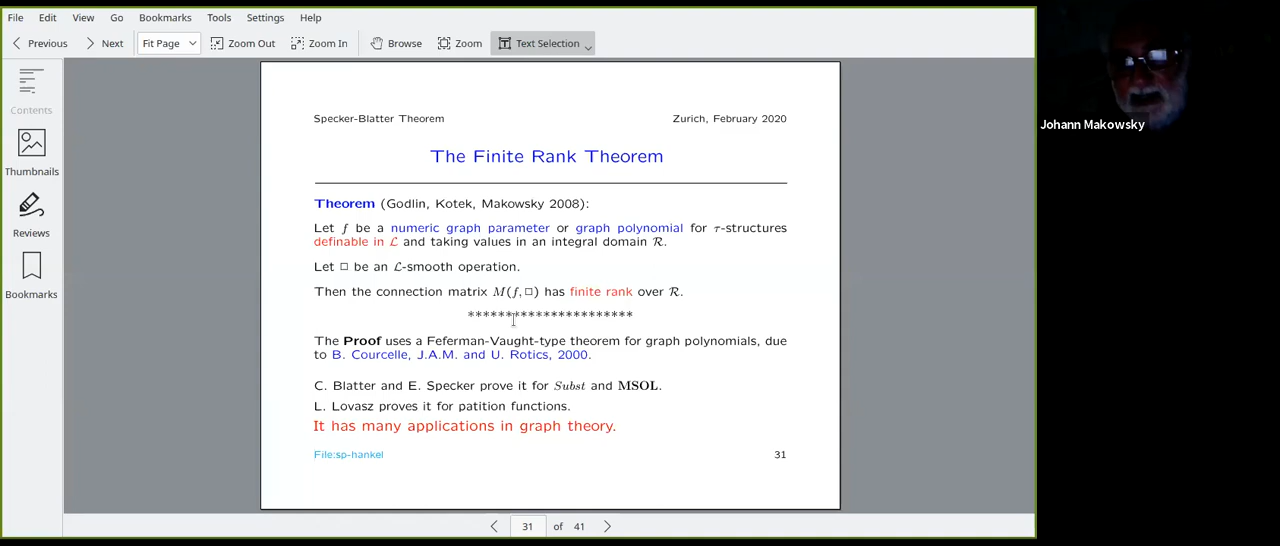 File Edit View Go Bookmarks Tools Settings Help
Previous Next Fit Page Zoom Out Zoom In Browse Zoom Text Selection
Contents
Thumbnails
Reviews
Bookmarks
Specker-Blatter Theorem Zurich, February 2020
The Finite Rank Theorem
Theorem (Godlin, Kotek, Makowsky 2008):
Let f be a numeric graph parameter or graph polynomial for τ-structures
definable in ℒ and taking values in an integral domain ℛ.
Let □ be an ℒ-smooth operation.
Then the connection matrix M(f, □) has finite rank over ℛ.
**********************
The Proof uses a Feferman-Vaught-type theorem for graph polynomials, due
to B. Courcelle, J.A.M. and U. Rotics, 2000.
C. Blatter and E. Specker prove it for Subst and MSOL.
L. Lovasz proves it for patition functions.
It has many applications in graph theory.
File:sp-hankel 31
31 of 41
Johann Makowsky